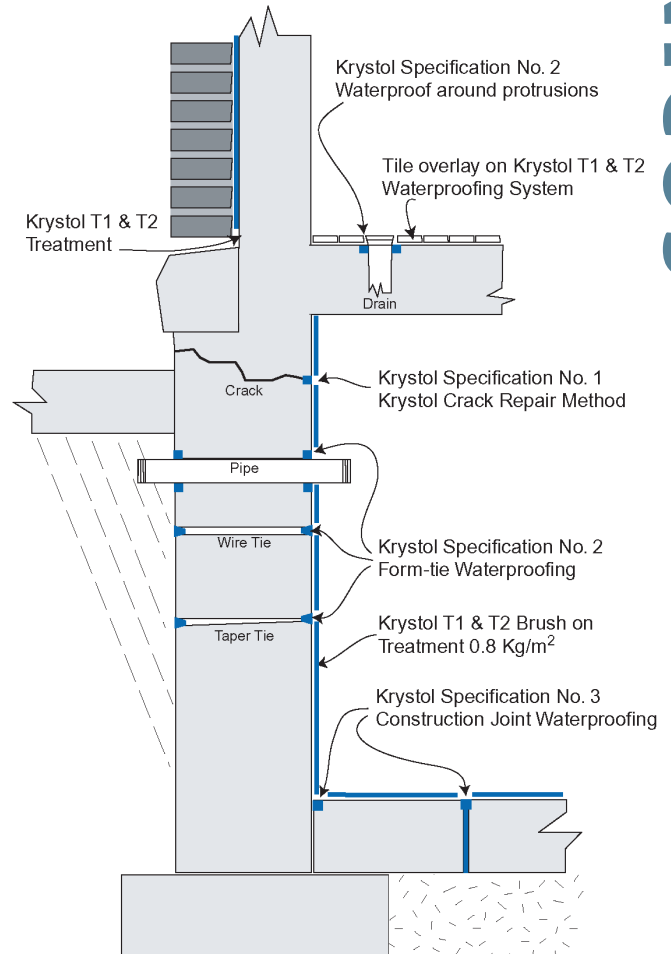 Krystol Specification No. 2
Waterproof around protrusions
Tile overlay on Krystol T1 & T2
Waterproofing System
Krystol T1 & T2
Treatment
Drain
Krystol Specification No. 1
Krystol Crack Repair Method
Crack
Pipe
Wire Tie
Krystol Specification No. 2
Form-tie Waterproofing
Taper Tie
Krystol T1 & T2 Brush on
Treatment 0.8 Kg/m²
Krystol Specification No. 3
Construction Joint Waterproofing